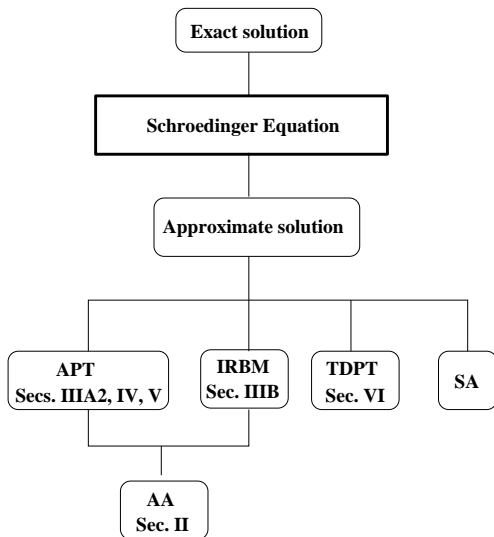 Exact solution
Schroedinger Equation
Approximate solution
APT
Secs. IIIA2, IV, V
IRBM
Sec. IIIB
TDPT
Sec. VI
SA
AA
Sec. II